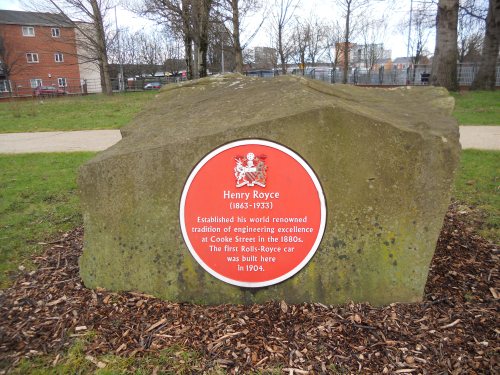 Henry Royce
(1863-1933)
Established his world renowned
tradition of engineering excellence
at Cooke Street in the 1880s.
The first Rolls-Royce car
was built here
in 1904.